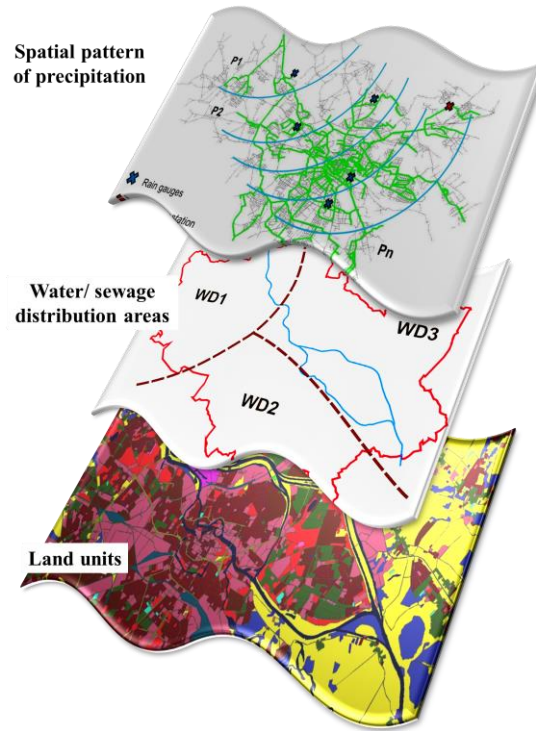 Spatial pattern
of precipitation
P1
P2
Rain gauges
Pn
Water/ sewage
distribution areas
WD1
WD3
WD2
Land units